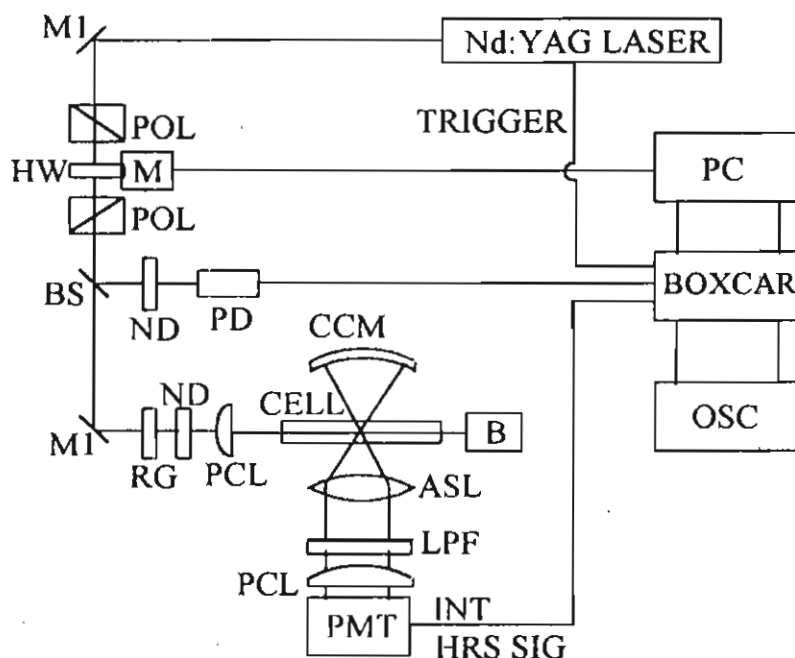 M1
Nd:YAG LASER
POL
TRIGGER
HW
M
PC
POL
BS
ND
PD
BOXCAR
CCM
ND
CELL
OSC
M1
RG
PCL
B
ASL
LPF
PCL
PMT
INT
HRS SIG